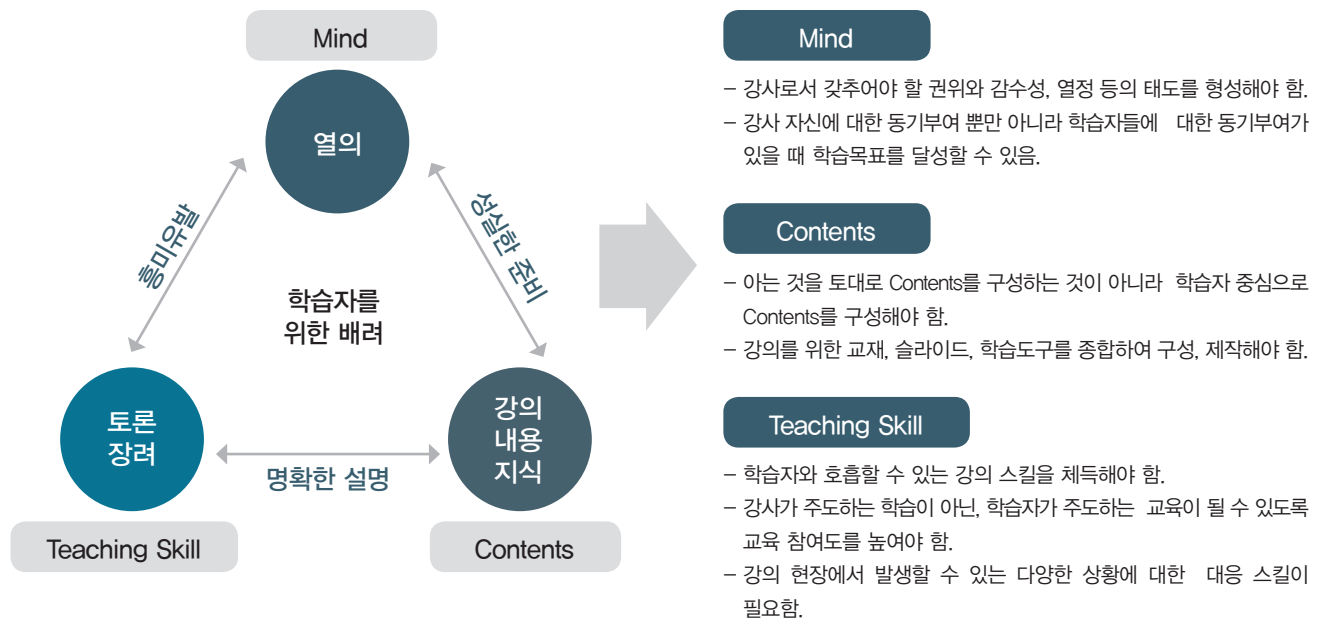 Mind
열의
흥미유발
성실한 준비
학습자를
위한 배려
토론
장려
강의
내용
지식
명확한 설명
Teaching Skill
Contents
Mind
– 강사로서 갖추어야 할 권위와 감수성, 열정 등의 태도를 형성해야 함.
– 강사 자신에 대한 동기부여 뿐만 아니라 학습자들에 대한 동기부여가
있을 때 학습목표를 달성할 수 있음.
Contents
– 아는 것을 토대로 Contents를 구성하는 것이 아니라 학습자 중심으로
Contents를 구성해야 함.
– 강의를 위한 교재, 슬라이드, 학습도구를 종합하여 구성, 제작해야 함.
Teaching Skill
– 학습자와 호흡할 수 있는 강의 스킬을 체득해야 함.
– 강사가 주도하는 학습이 아닌, 학습자가 주도하는 교육이 될 수 있도록
교육 참여도를 높여야 함.
– 강의 현장에서 발생할 수 있는 다양한 상황에 대한 대응 스킬이
필요함.